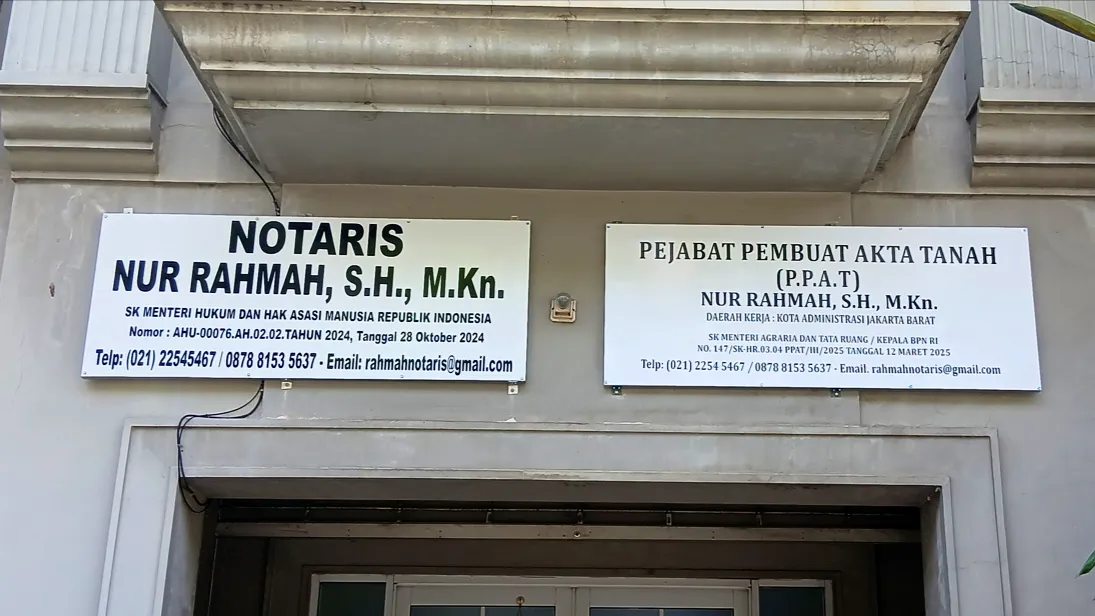 NOTARIS
NUR RAHMAH, S.H., M.Kn.
SK MENTERI HUKUM DAN HAK ASASI MANUSIA REPUBLIK INDONESIA
Nomor : AHU-00076.AH.02.02.TAHUN 2024, Tanggal 28 Oktober 2024
Telp: (021) 22545467 / 0878 8153 5637 - Email: rahmahnotaris@gmail.com
PEJABAT PEMBUAT AKTA TANAH
(P.P.A.T)
NUR RAHMAH, S.H., M.Kn.
DAERAH KERJA : KOTA ADMINISTRASI JAKARTA BARAT
SK MENTERI AGRARIA DAN TATA RUANG / KEPALA BPN RI
NO. 147/SK-HR.03.04 PPAT/III/2025 TANGGAL 12 MARET 2025
Telp: (021) 2254 5467 / 0878 8153 5637 - Email. rahmahnotaris@gmail.com